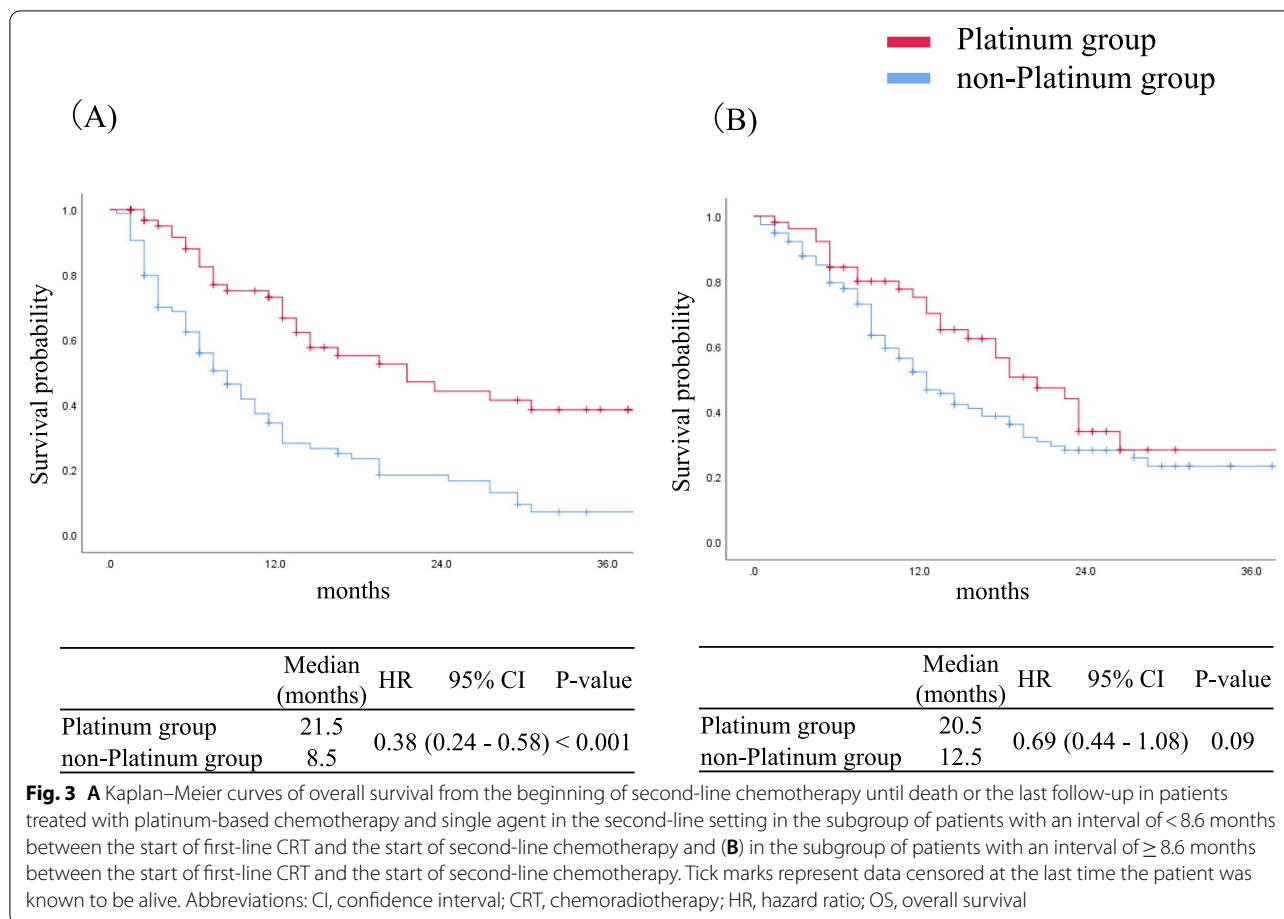 Platinum group
non-Platinum group
(A)
(B)
Survival probability
1.0
0.8
0.6
0.4
0.2
0.0
.0 12.0 24.0 36.0
months
Survival probability
1.0
0.8
0.6
0.4
0.2
0.0
.0 12.0 24.0 36.0
months
Median
(months) HR 95% CI P-value
Platinum group 21.5
0.38 (0.24 - 0.58) < 0.001
non-Platinum group 8.5
Median
(months) HR 95% CI P-value
Platinum group 20.5
0.69 (0.44 - 1.08) 0.09
non-Platinum group 12.5
Fig. 3 A Kaplan–Meier curves of overall survival from the beginning of second-line chemotherapy until death or the last follow-up in patients
treated with platinum-based chemotherapy and single agent in the second-line setting in the subgroup of patients with an interval of < 8.6 months
between the start of first-line CRT and the start of second-line chemotherapy and (B) in the subgroup of patients with an interval of ≥ 8.6 months
between the start of first-line CRT and the start of second-line chemotherapy. Tick marks represent data censored at the last time the patient was
known to be alive. Abbreviations: CI, confidence interval; CRT, chemoradiotherapy; HR, hazard ratio; OS, overall survival